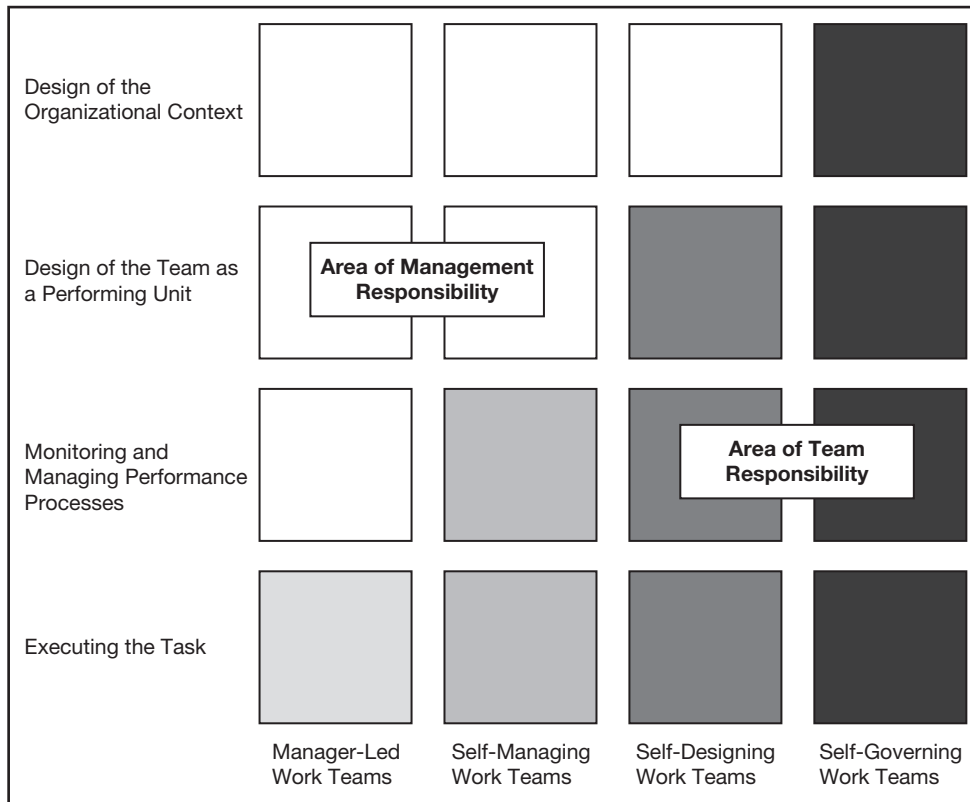 Design of the
Organizational Context
Design of the Team as
a Performing Unit
Area of Management
Responsibility
Monitoring and
Managing Performance
Processes
Area of Team
Responsibility
Executing the Task
Manager-Led
Work Teams
Self-Managing
Work Teams
Self-Designing
Work Teams
Self-Governing
Work Teams